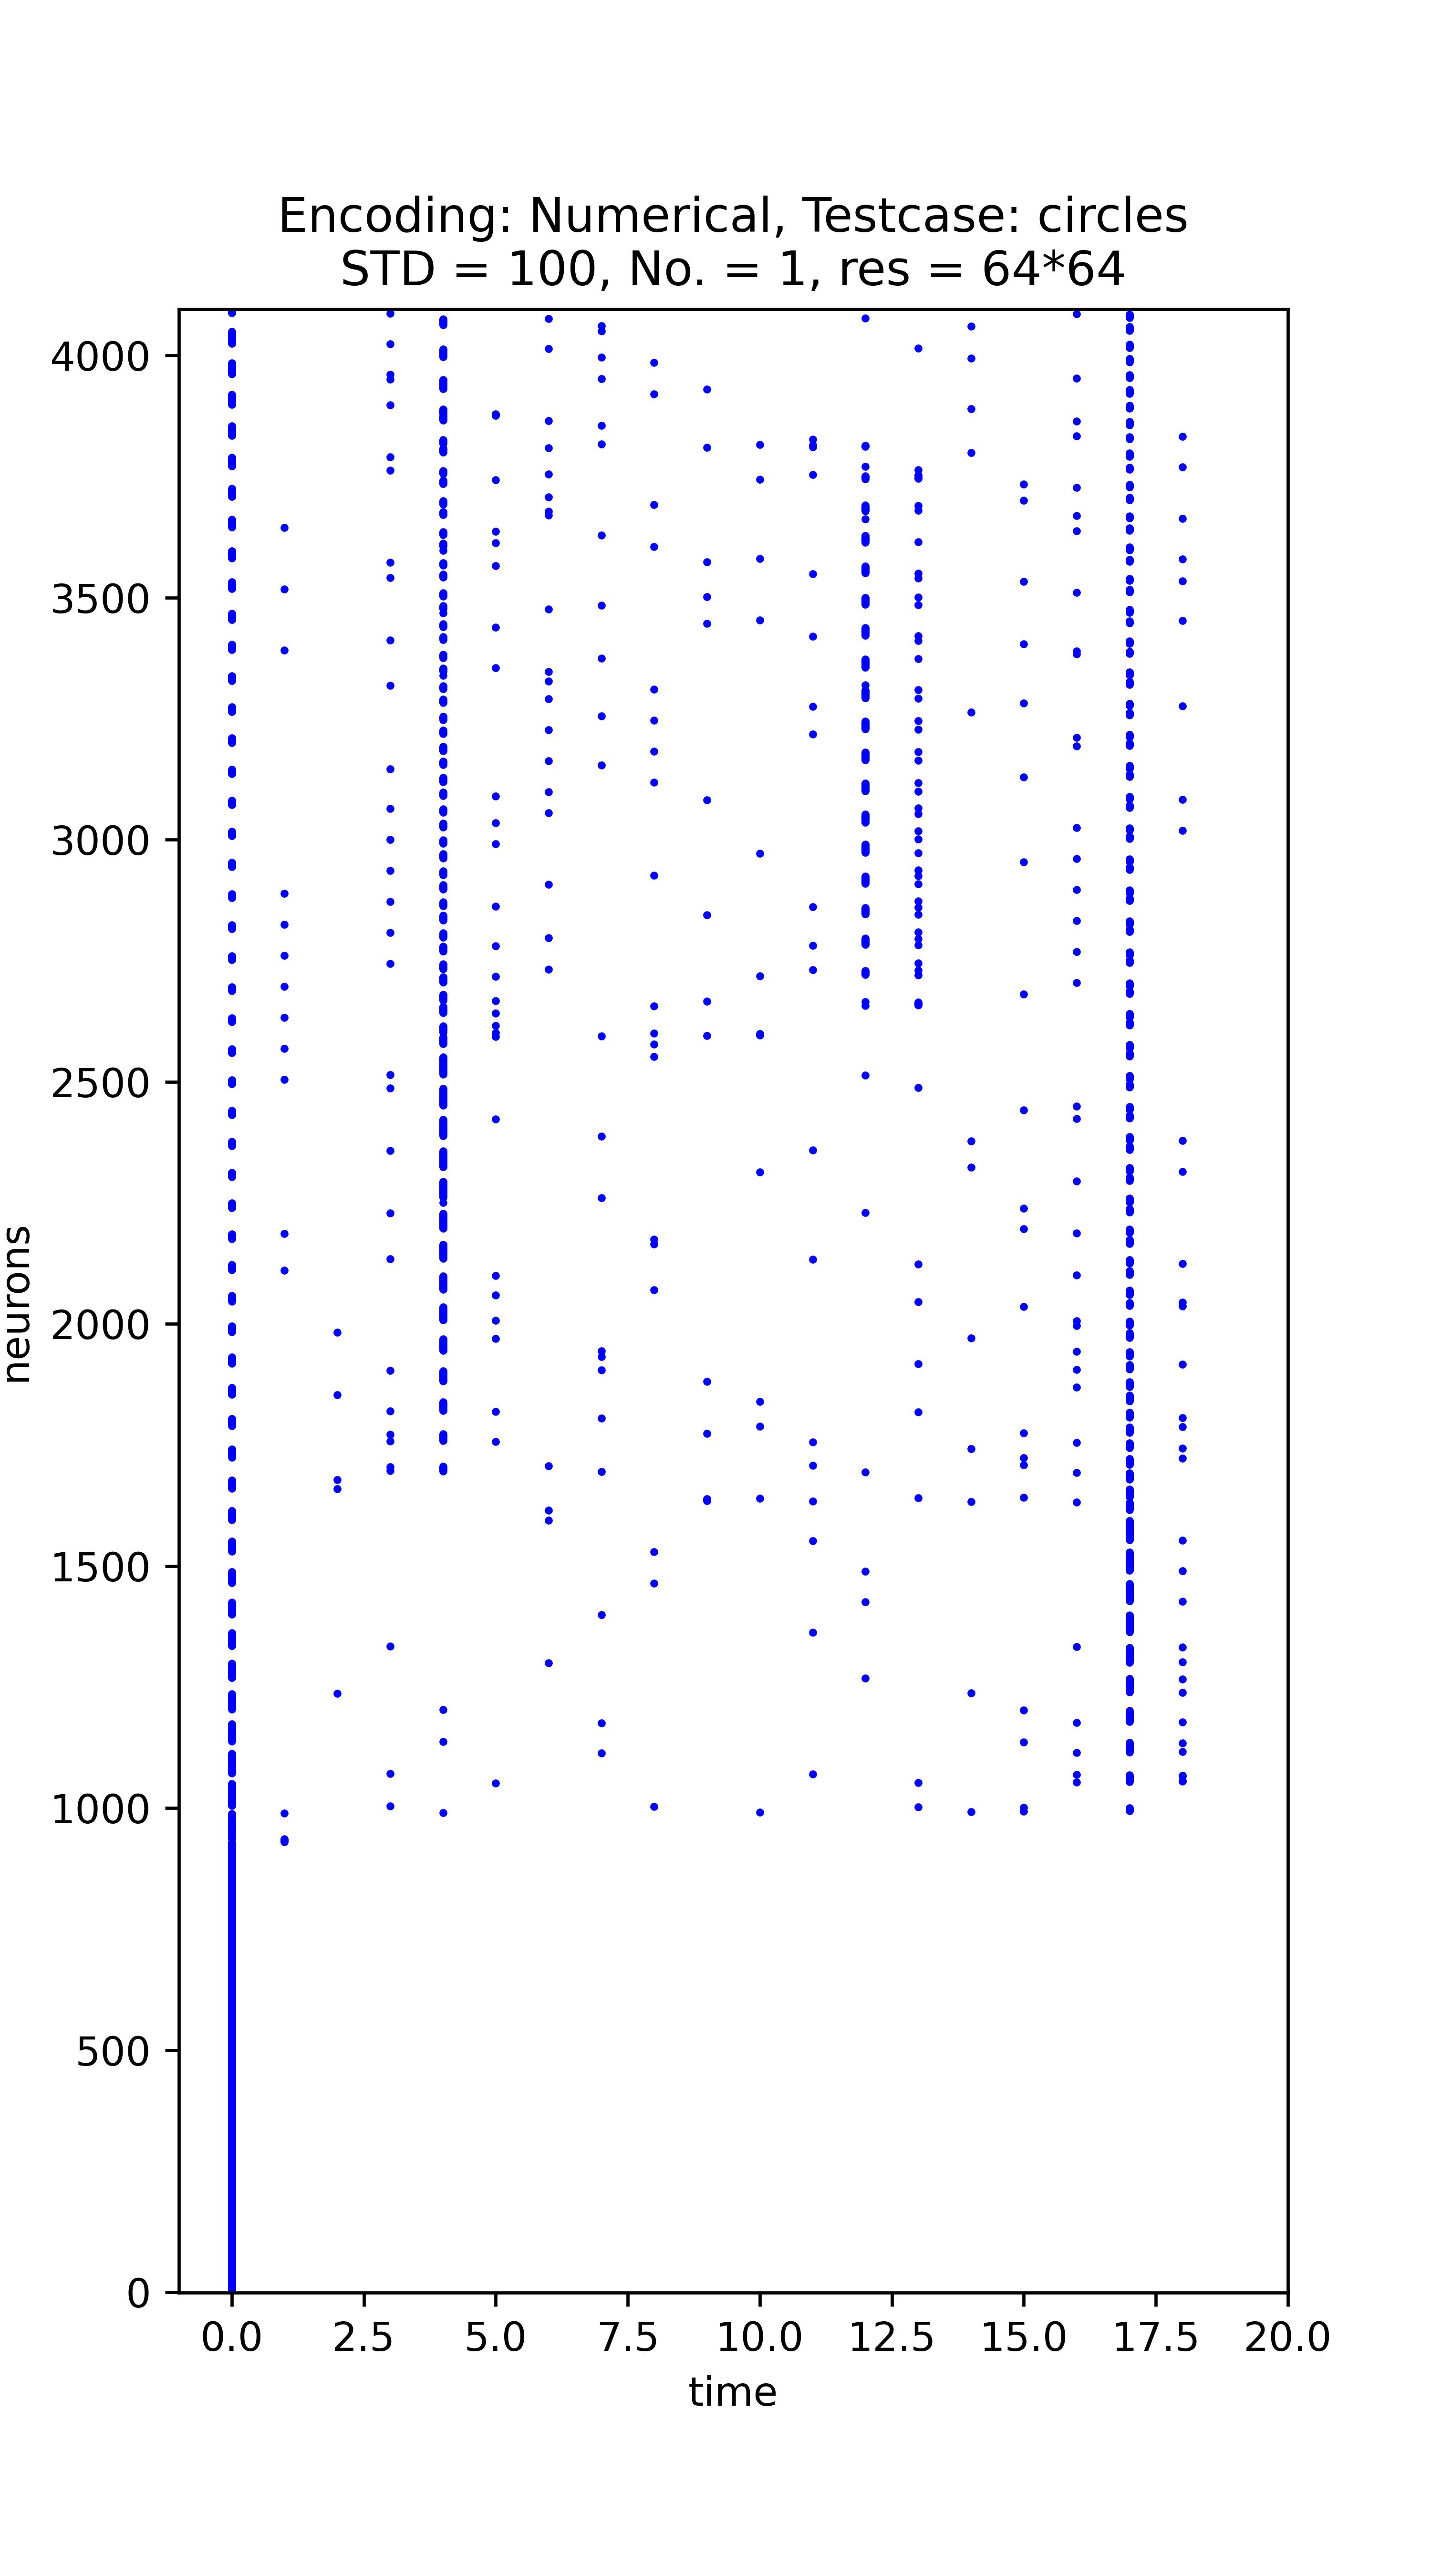 Encoding: Numerical, Testcase: circles
STD = 100, No. = 1, res = 64*64
4000
3500
3000
2500
2000
1500
1000
500
0
neurons
0.0 2.5 5.0 7.5 10.0 12.5 15.0 17.5 20.0
time